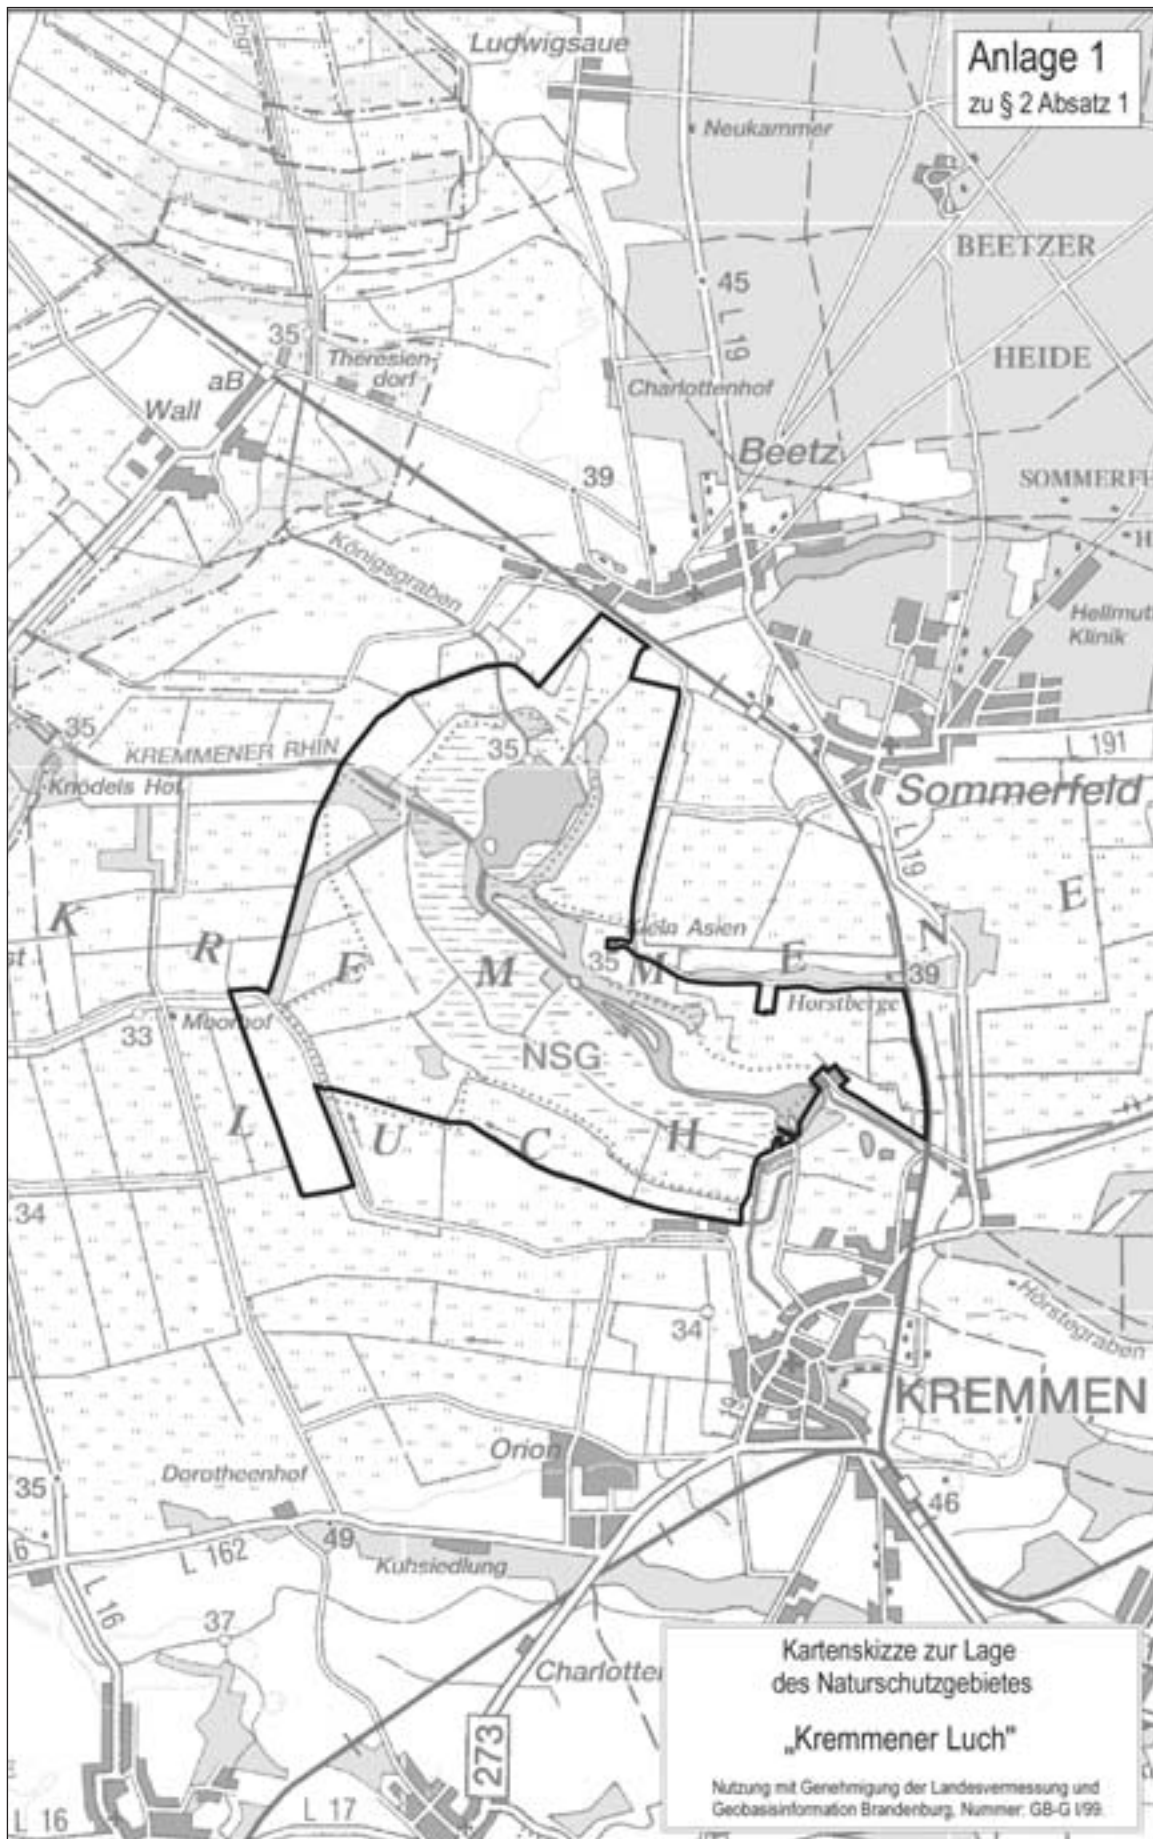 Anlage 1
zu § 2 Absatz 1
Ludwigsaue
Neukammer
BEETZER
45
L 19
HEIDE
35
Theresien-
dorf
aB
Wall
Charlottenhof
Beetz
39
SOMMERFE
Königsgraben
H
Hellmut
Klinik
35
KREMMENER RHIN
35
L 191
Knödels Hof
Sommerfeld
L 19
K R E M M E N E
L U C H
Klein Asien
35
39
Horstberge
33
Moorhof
NSG
34
Hörstegraben
34
KREMMEN
Orion
Dorotheenhof
35
46
49
L 162
Kuhsiedlung
L 16
37
Charlotte
273
L 16
L 17
Kartenskizze zur Lage
des Naturschutzgebietes
„Kremmener Luch"
Nutzung mit Genehmigung der Landesvermessung und
Geobasisinformation Brandenburg, Nummer: GB-G I/99.